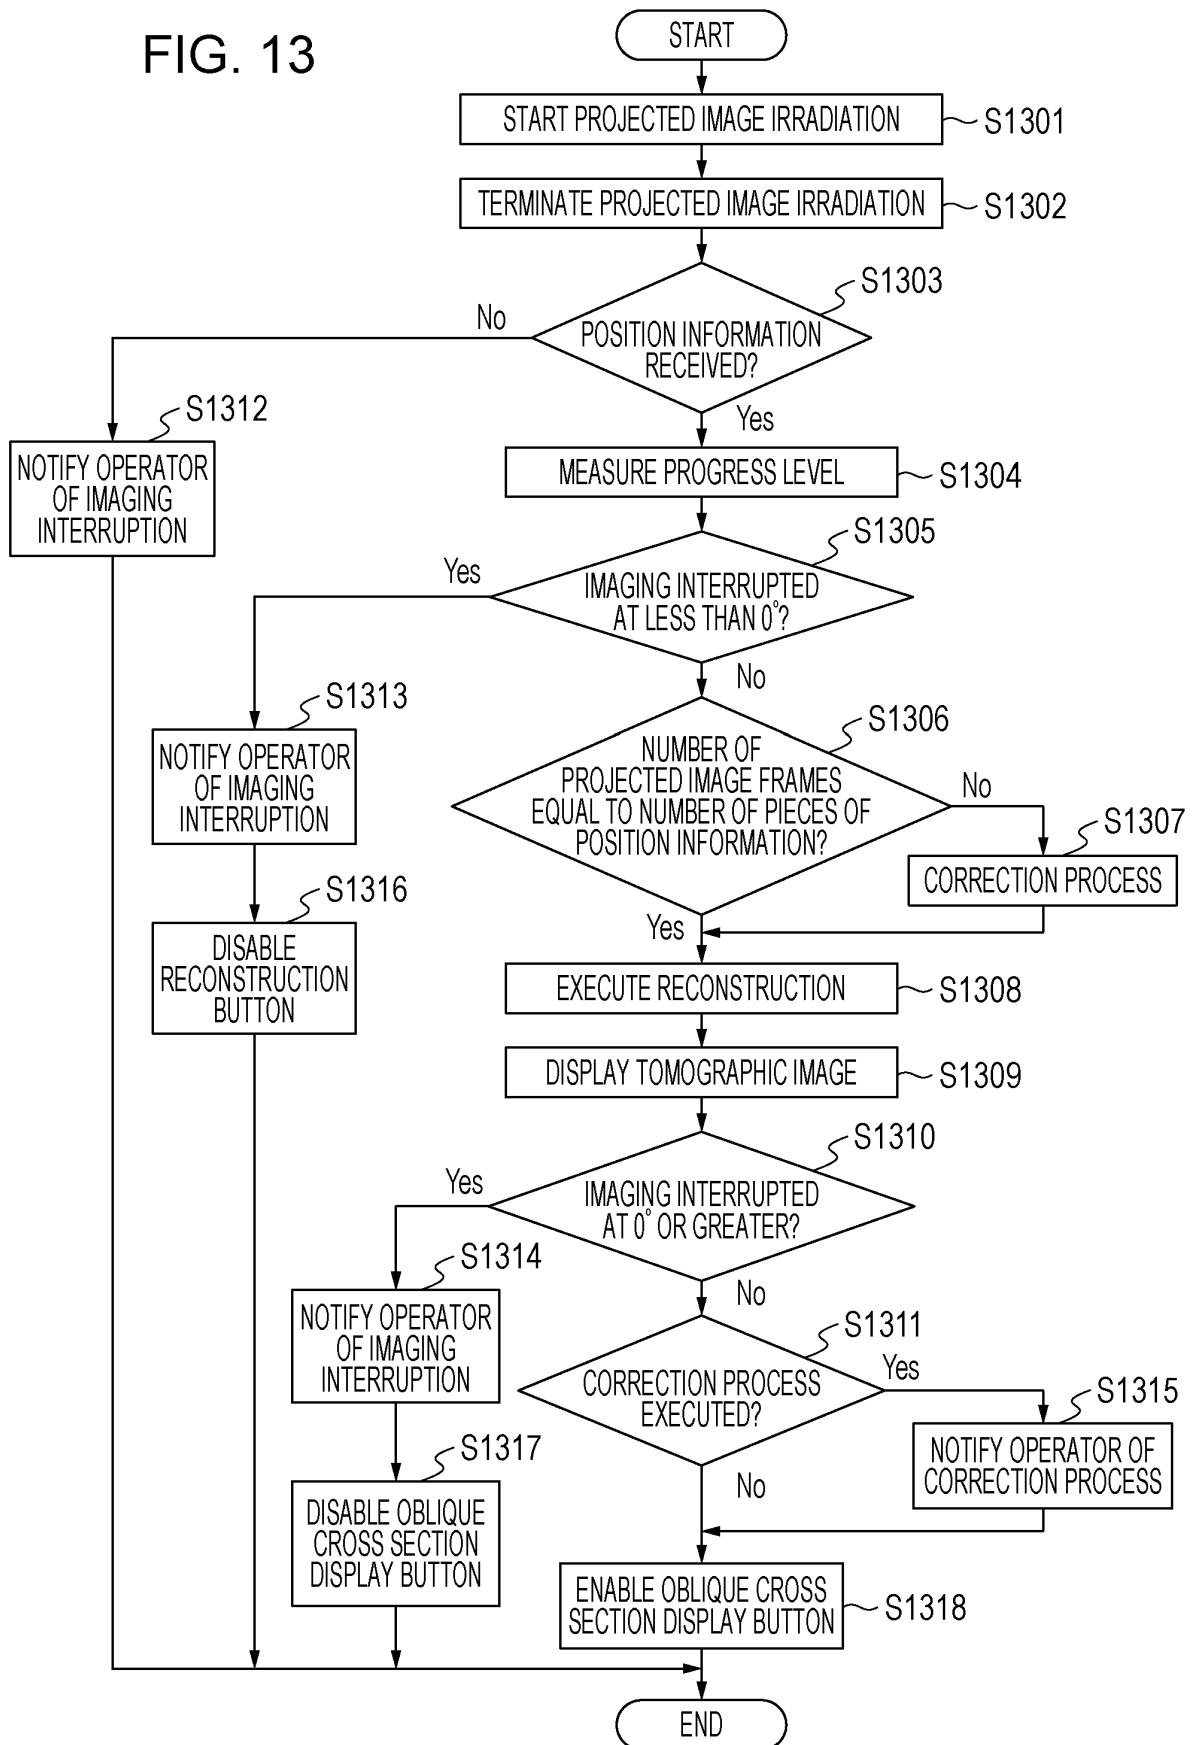 FIG. 13
START
START PROJECTED IMAGE IRRADIATION
S1301
TERMINATE PROJECTED IMAGE IRRADIATION
S1302
S1303
No
POSITION INFORMATION
RECEIVED?
Yes
S1312
NOTIFY OPERATOR
OF IMAGING
INTERRUPTION
MEASURE PROGRESS LEVEL
S1304
S1305
Yes
IMAGING INTERRUPTED
AT LESS THAN 0°?
No
S1313
NOTIFY OPERATOR
OF IMAGING
INTERRUPTION
S1306
NUMBER OF
PROJECTED IMAGE FRAMES
EQUAL TO NUMBER OF PIECES OF
POSITION INFORMATION?
No
S1307
CORRECTION PROCESS
Yes
S1316
DISABLE
RECONSTRUCTION
BUTTON
EXECUTE RECONSTRUCTION
S1308
DISPLAY TOMOGRAPHIC IMAGE
S1309
S1310
Yes
IMAGING INTERRUPTED
AT 0° OR GREATER?
No
S1314
NOTIFY OPERATOR
OF IMAGING
INTERRUPTION
S1311
Yes
CORRECTION PROCESS
EXECUTED?
No
S1315
NOTIFY OPERATOR OF
CORRECTION PROCESS
S1317
DISABLE OBLIQUE
CROSS SECTION
DISPLAY BUTTON
ENABLE OBLIQUE CROSS
SECTION DISPLAY BUTTON
S1318
END